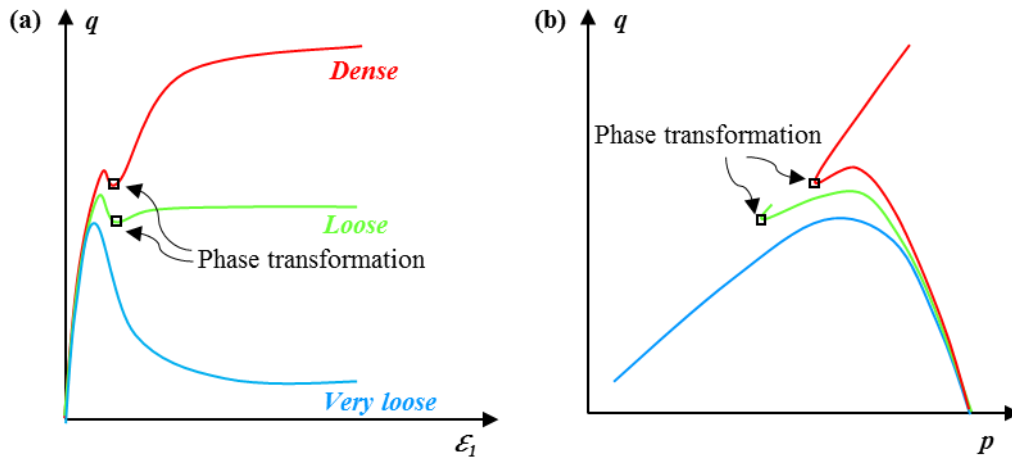 (a)
q
Dense
Loose
Phase transformation
Very loose
ε1
(b)
q
Phase transformation
p